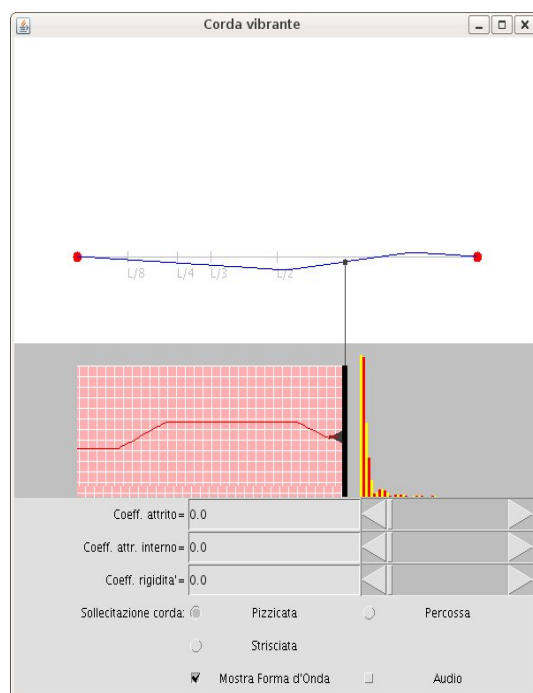 Corda vibrante
L/8 L/4 L/3 L/2
Coeff. attrito= 0.0
Coeff. attr. interno= 0.0
Coeff. rigidita'= 0.0
Sollecitazione corda: Pizzicata Percossa
Strisciata
Mostra Forma d'Onda Audio